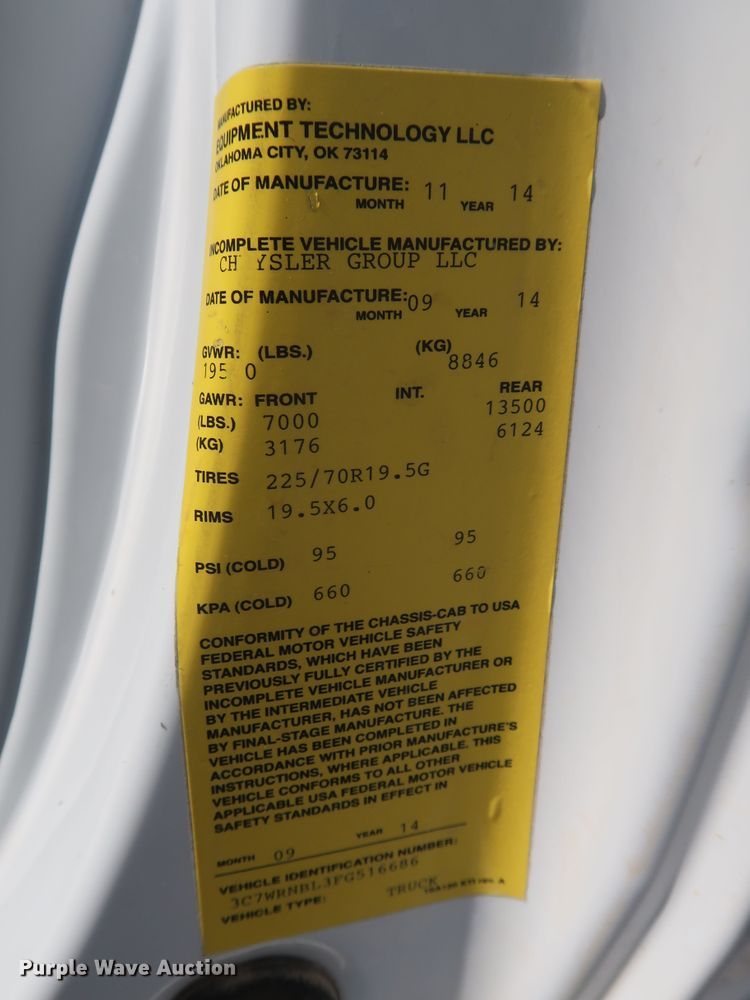 MANUFACTURED BY:
EQUIPMENT TECHNOLOGY LLC
OKLAHOMA CITY, OK 73114
DATE OF MANUFACTURE: 11 14
MONTH YEAR
INCOMPLETE VEHICLE MANUFACTURED BY:
CH YSLER GROUP LLC
DATE OF MANUFACTURE: 09 14
MONTH YEAR
GVWR: (LBS.) (KG)
195 0 8846
GAWR: FRONT INT. REAR
(LBS.) 7000 13500
(KG) 3176 6124
TIRES 225/70R19.5G
RIMS 19.5X6.0
PSI (COLD) 95 95
KPA (COLD) 660 660
CONFORMITY OF THE CHASSIS-CAB TO USA
FEDERAL MOTOR VEHICLE SAFETY
STANDARDS, WHICH HAVE BEEN
PREVIOUSLY FULLY CERTIFIED BY THE
INCOMPLETE VEHICLE MANUFACTURER OR
BY THE INTERMEDIATE VEHICLE
MANUFACTURER, HAS NOT BEEN AFFECTED
BY FINAL-STAGE MANUFACTURE. THE
VEHICLE HAS BEEN COMPLETED IN
ACCORDANCE WITH PRIOR MANUFACTURE'S
INSTRUCTIONS, WHERE APPLICABLE. THIS
VEHICLE CONFORMS TO ALL OTHER
APPLICABLE USA FEDERAL MOTOR VEHICLE
SAFETY STANDARDS IN EFFECT IN
MONTH 09 YEAR 14
VEHICLE IDENTIFICATION NUMBER:
3C7WRNBL3FG516686
VEHICLE TYPE: TRUCK
Purple Wave Auction